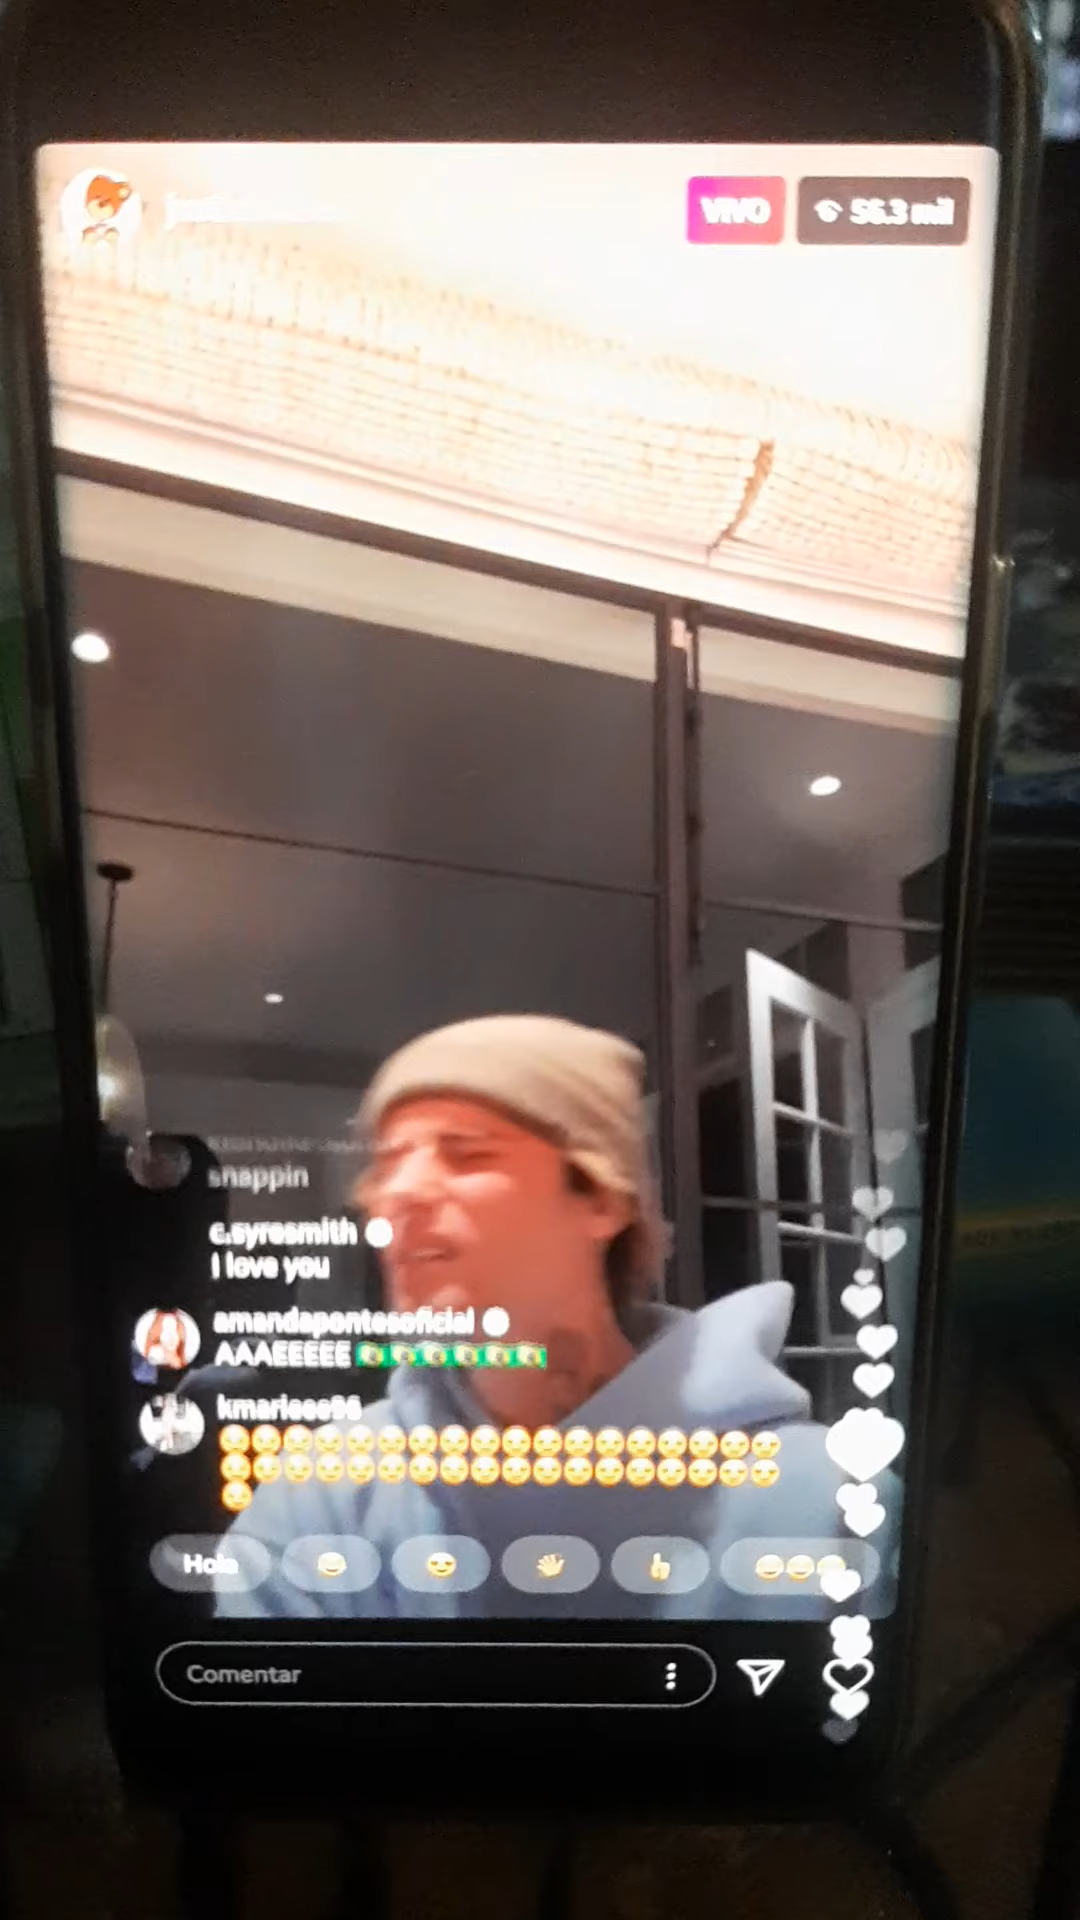 VIVO 56.3 mil
snappin
c.syresmith
I love you
amandapontesoficial
AAAEEEEE
kmarieee96
Hola
Comentar